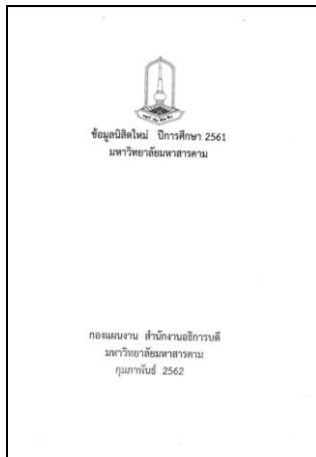 ข้อมูลนิสิตใหม่ ปีการศึกษา 2561
มหาวิทยาลัยมหาสารคาม
กองแผนงาน สำนักงานอธิการบดี
มหาวิทยาลัยมหาสารคาม
กุมภาพันธ์ 2562